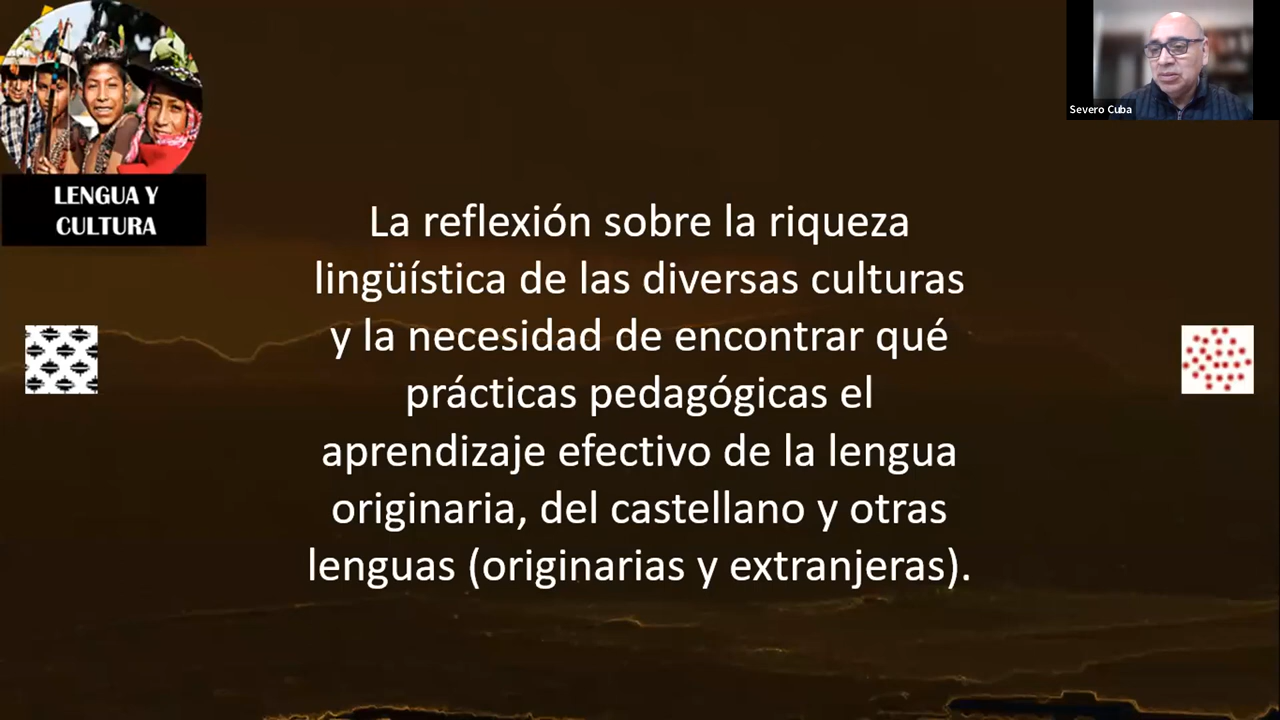 LENGUA Y
CULTURA
Severo Cuba
La reflexión sobre la riqueza
lingüística de las diversas culturas
y la necesidad de encontrar qué
prácticas pedagógicas el
aprendizaje efectivo de la lengua
originaria, del castellano y otras
lenguas (originarias y extranjeras).